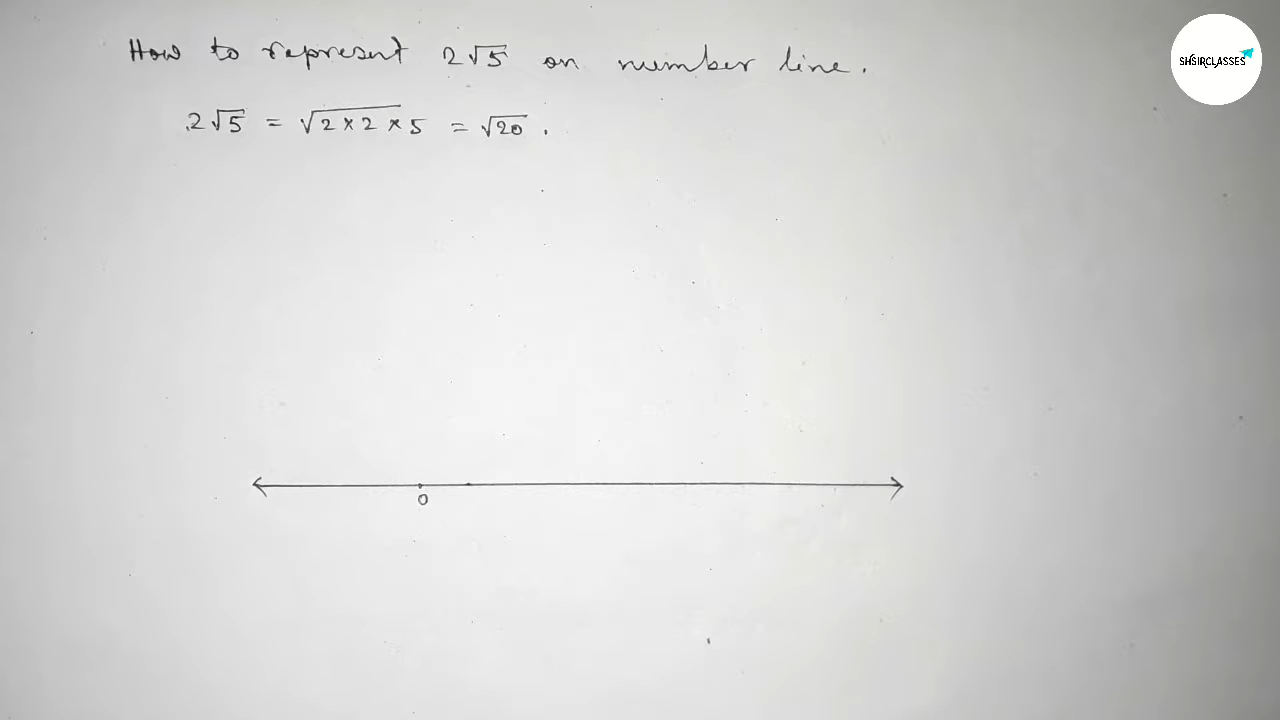 How to represent 2√5 on number line.
SHSIRCLASSES
.2√5 = √2×2×5 = √20 .
0